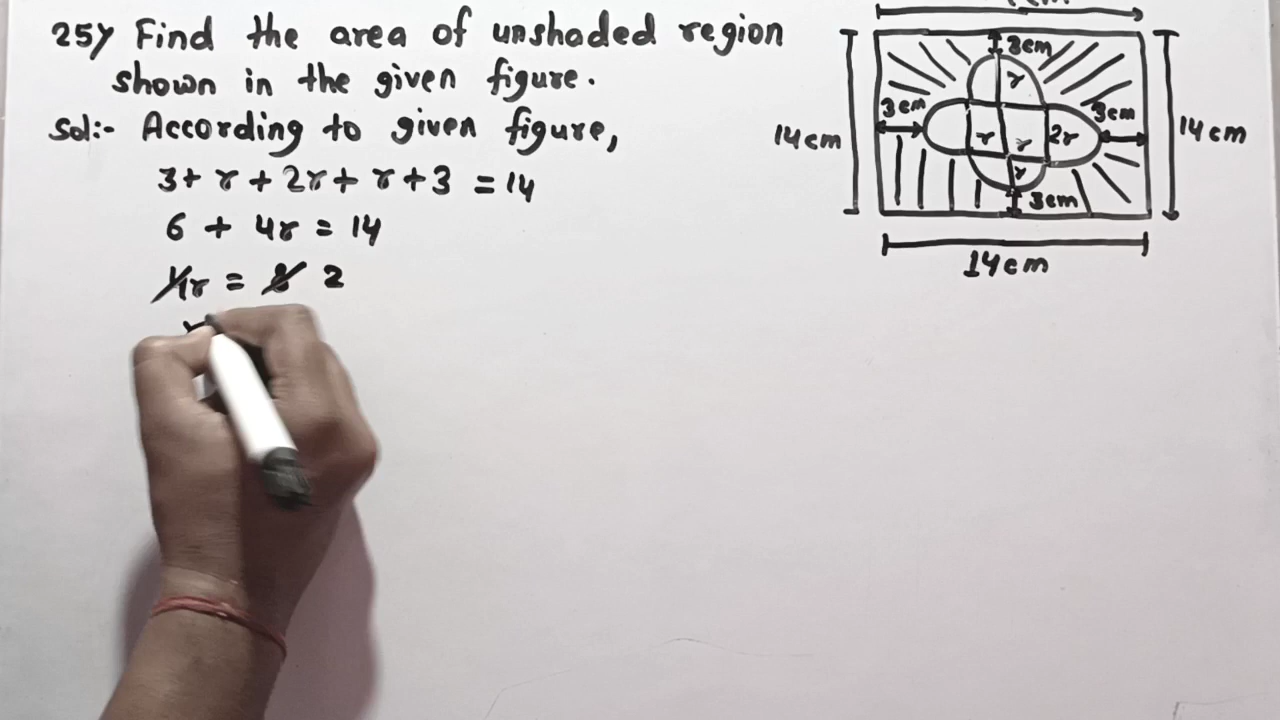 25) Find the area of unshaded region
shown in the given figure.
Sol:- According to given figure,
3+ r + 2r + r + 3 = 14
6 + 4r = 14
4r = 8 2
r
cm
3cm
r
3cm
3cm
14cm
r
r
2r
14cm
r
3cm
14cm